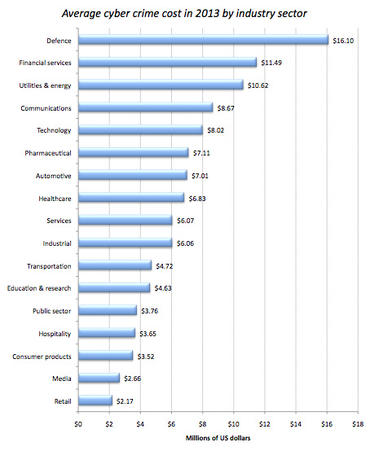 Average cyber crime cost in 2013 by industry sector
Defence $16.10
Financial services $11.49
Utilities & energy $10.62
Communications $8.67
Technology $8.02
Pharmaceutical $7.11
Automotive $7.01
Healthcare $6.83
Services $6.07
Industrial $6.06
Transportation $4.72
Education & research $4.63
Public sector $3.76
Hospitality $3.65
Consumer products $3.52
Media $2.66
Retail $2.17
$0 $2 $4 $6 $8 $10 $12 $14 $16 $18
Millions of US dollars